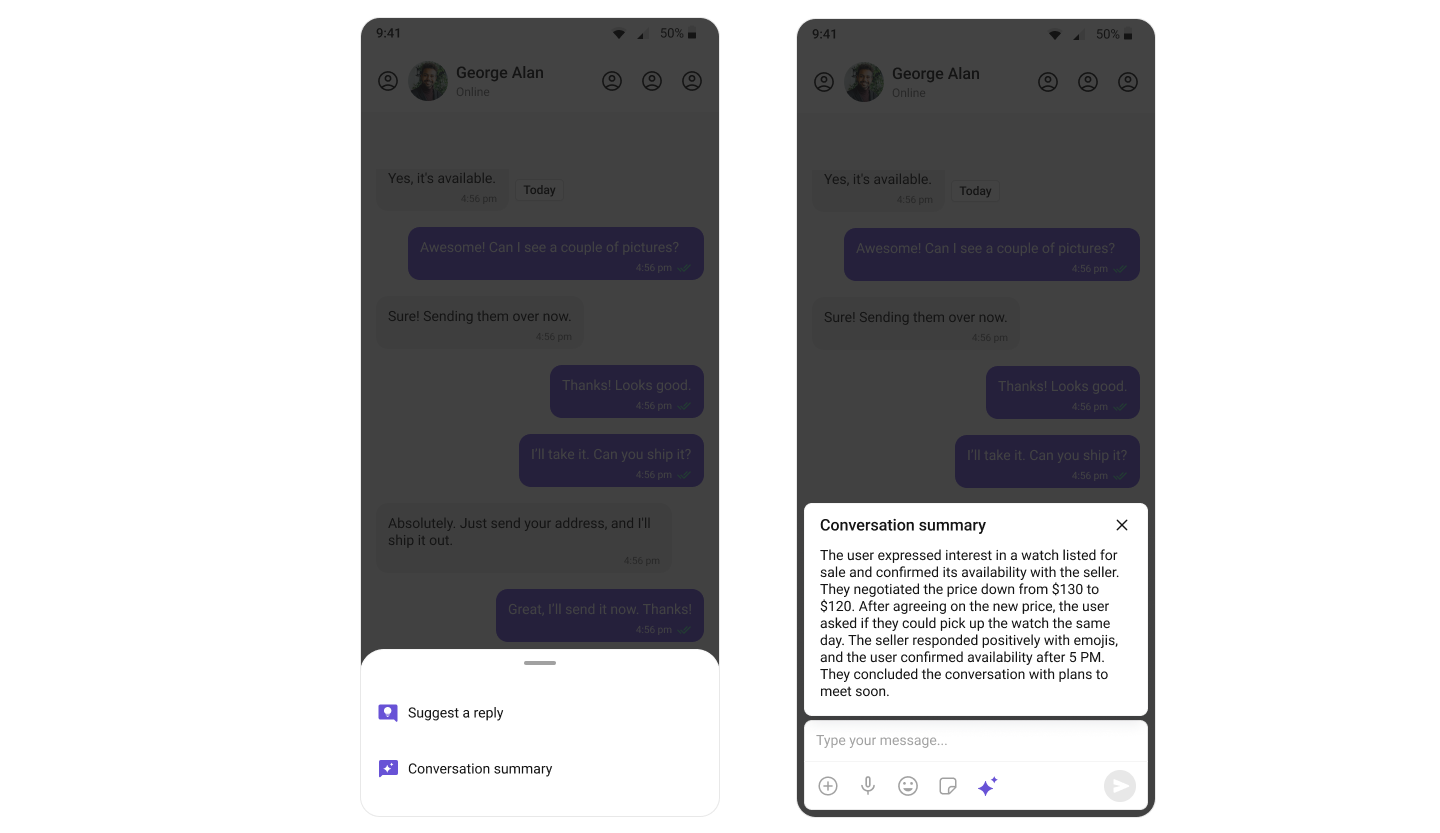 9:41
50%
George Alan
Online
Yes, it's available.
4:56 pm
Today
Awesome! Can I see a couple of pictures?
4:56 pm
Sure! Sending them over now.
4:56 pm
Thanks! Looks good.
4:56 pm
I'll take it. Can you ship it?
4:56 pm
Absolutely. Just send your address, and I'll
ship it out.
4:56 pm
Great, I'll send it now. Thanks!
4:56 pm
Suggest a reply
Conversation summary
9:41
50%
George Alan
Online
Yes, it's available.
4:56 pm
Today
Awesome! Can I see a couple of pictures?
4:56 pm
Sure! Sending them over now.
4:56 pm
Thanks! Looks good.
4:56 pm
I'll take it. Can you ship it?
4:56 pm
Conversation summary
The user expressed interest in a watch listed for
sale and confirmed its availability with the seller.
They negotiated the price down from $130 to
$120. After agreeing on the new price, the user
asked if they could pick up the watch the same
day. The seller responded positively with emojis,
and the user confirmed availability after 5 PM.
They concluded the conversation with plans to
meet soon.
Type your message...